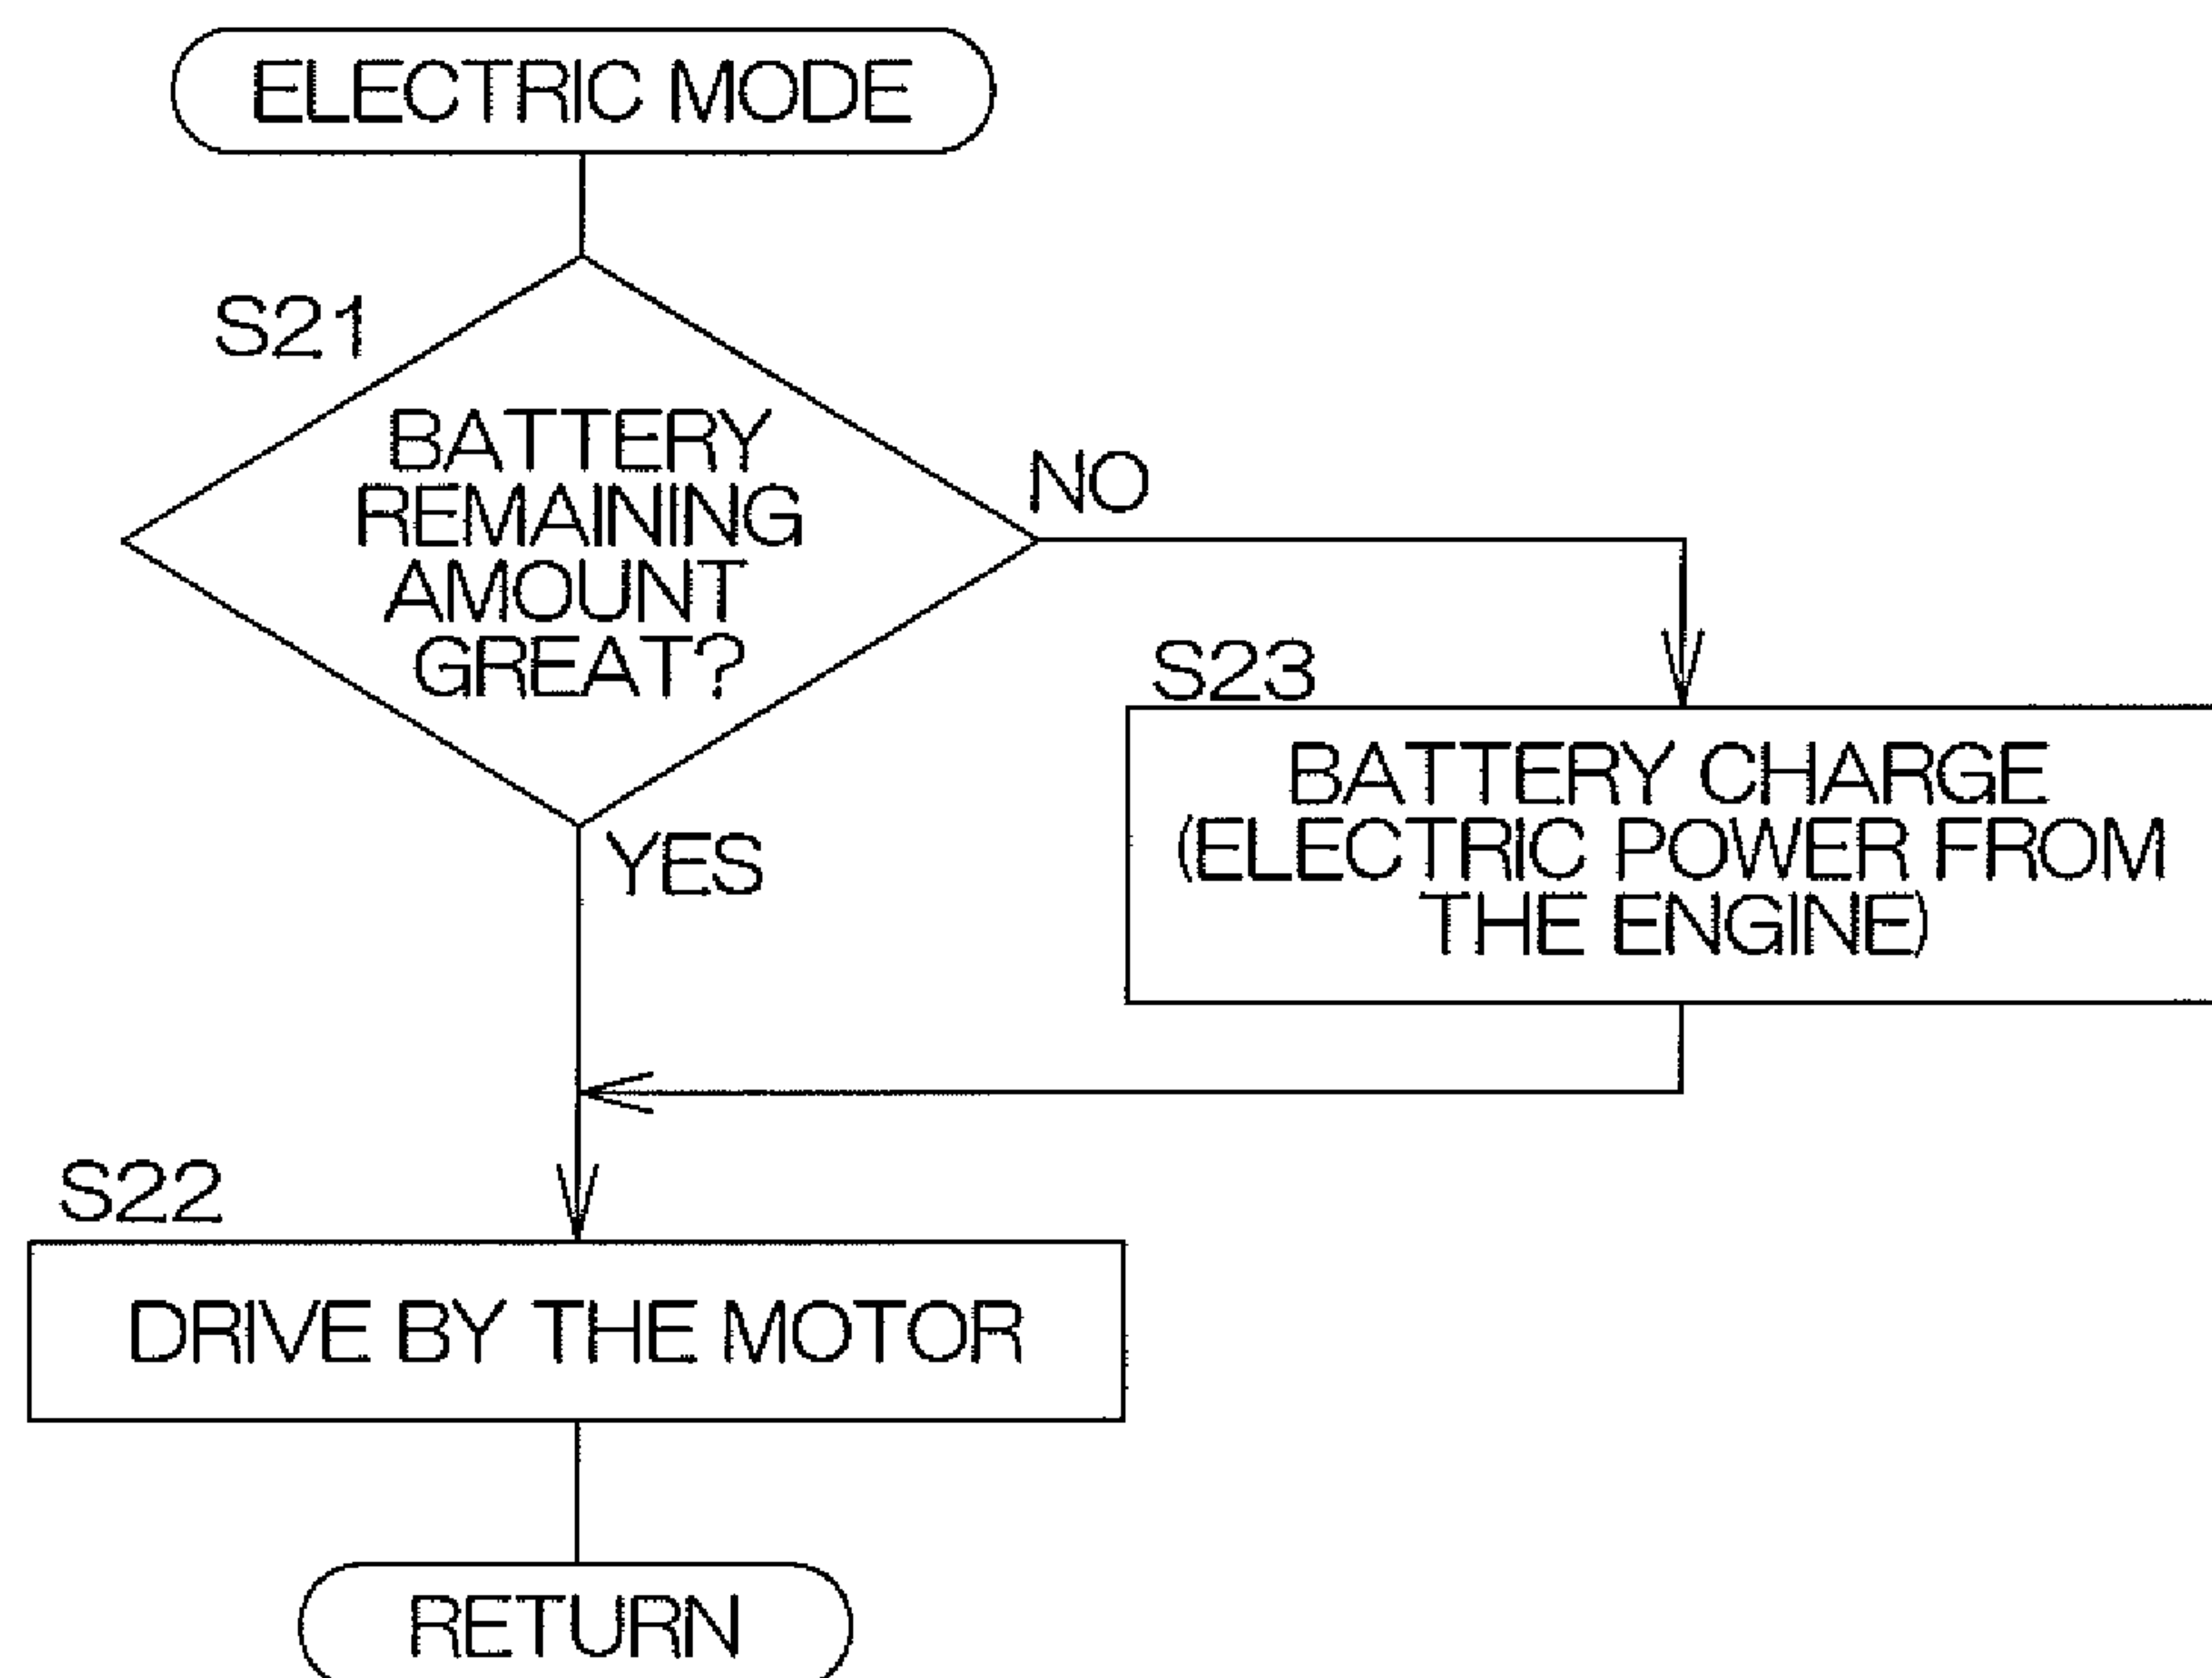 ELECTRIC MODE
S21
BATTERY
REMAINING
AMOUNT
GREAT?
NO
YES
S23
BATTERY CHARGE
(ELECTRIC POWER FROM
THE ENGINE)
S22
DRIVE BY THE MOTOR
RETURN